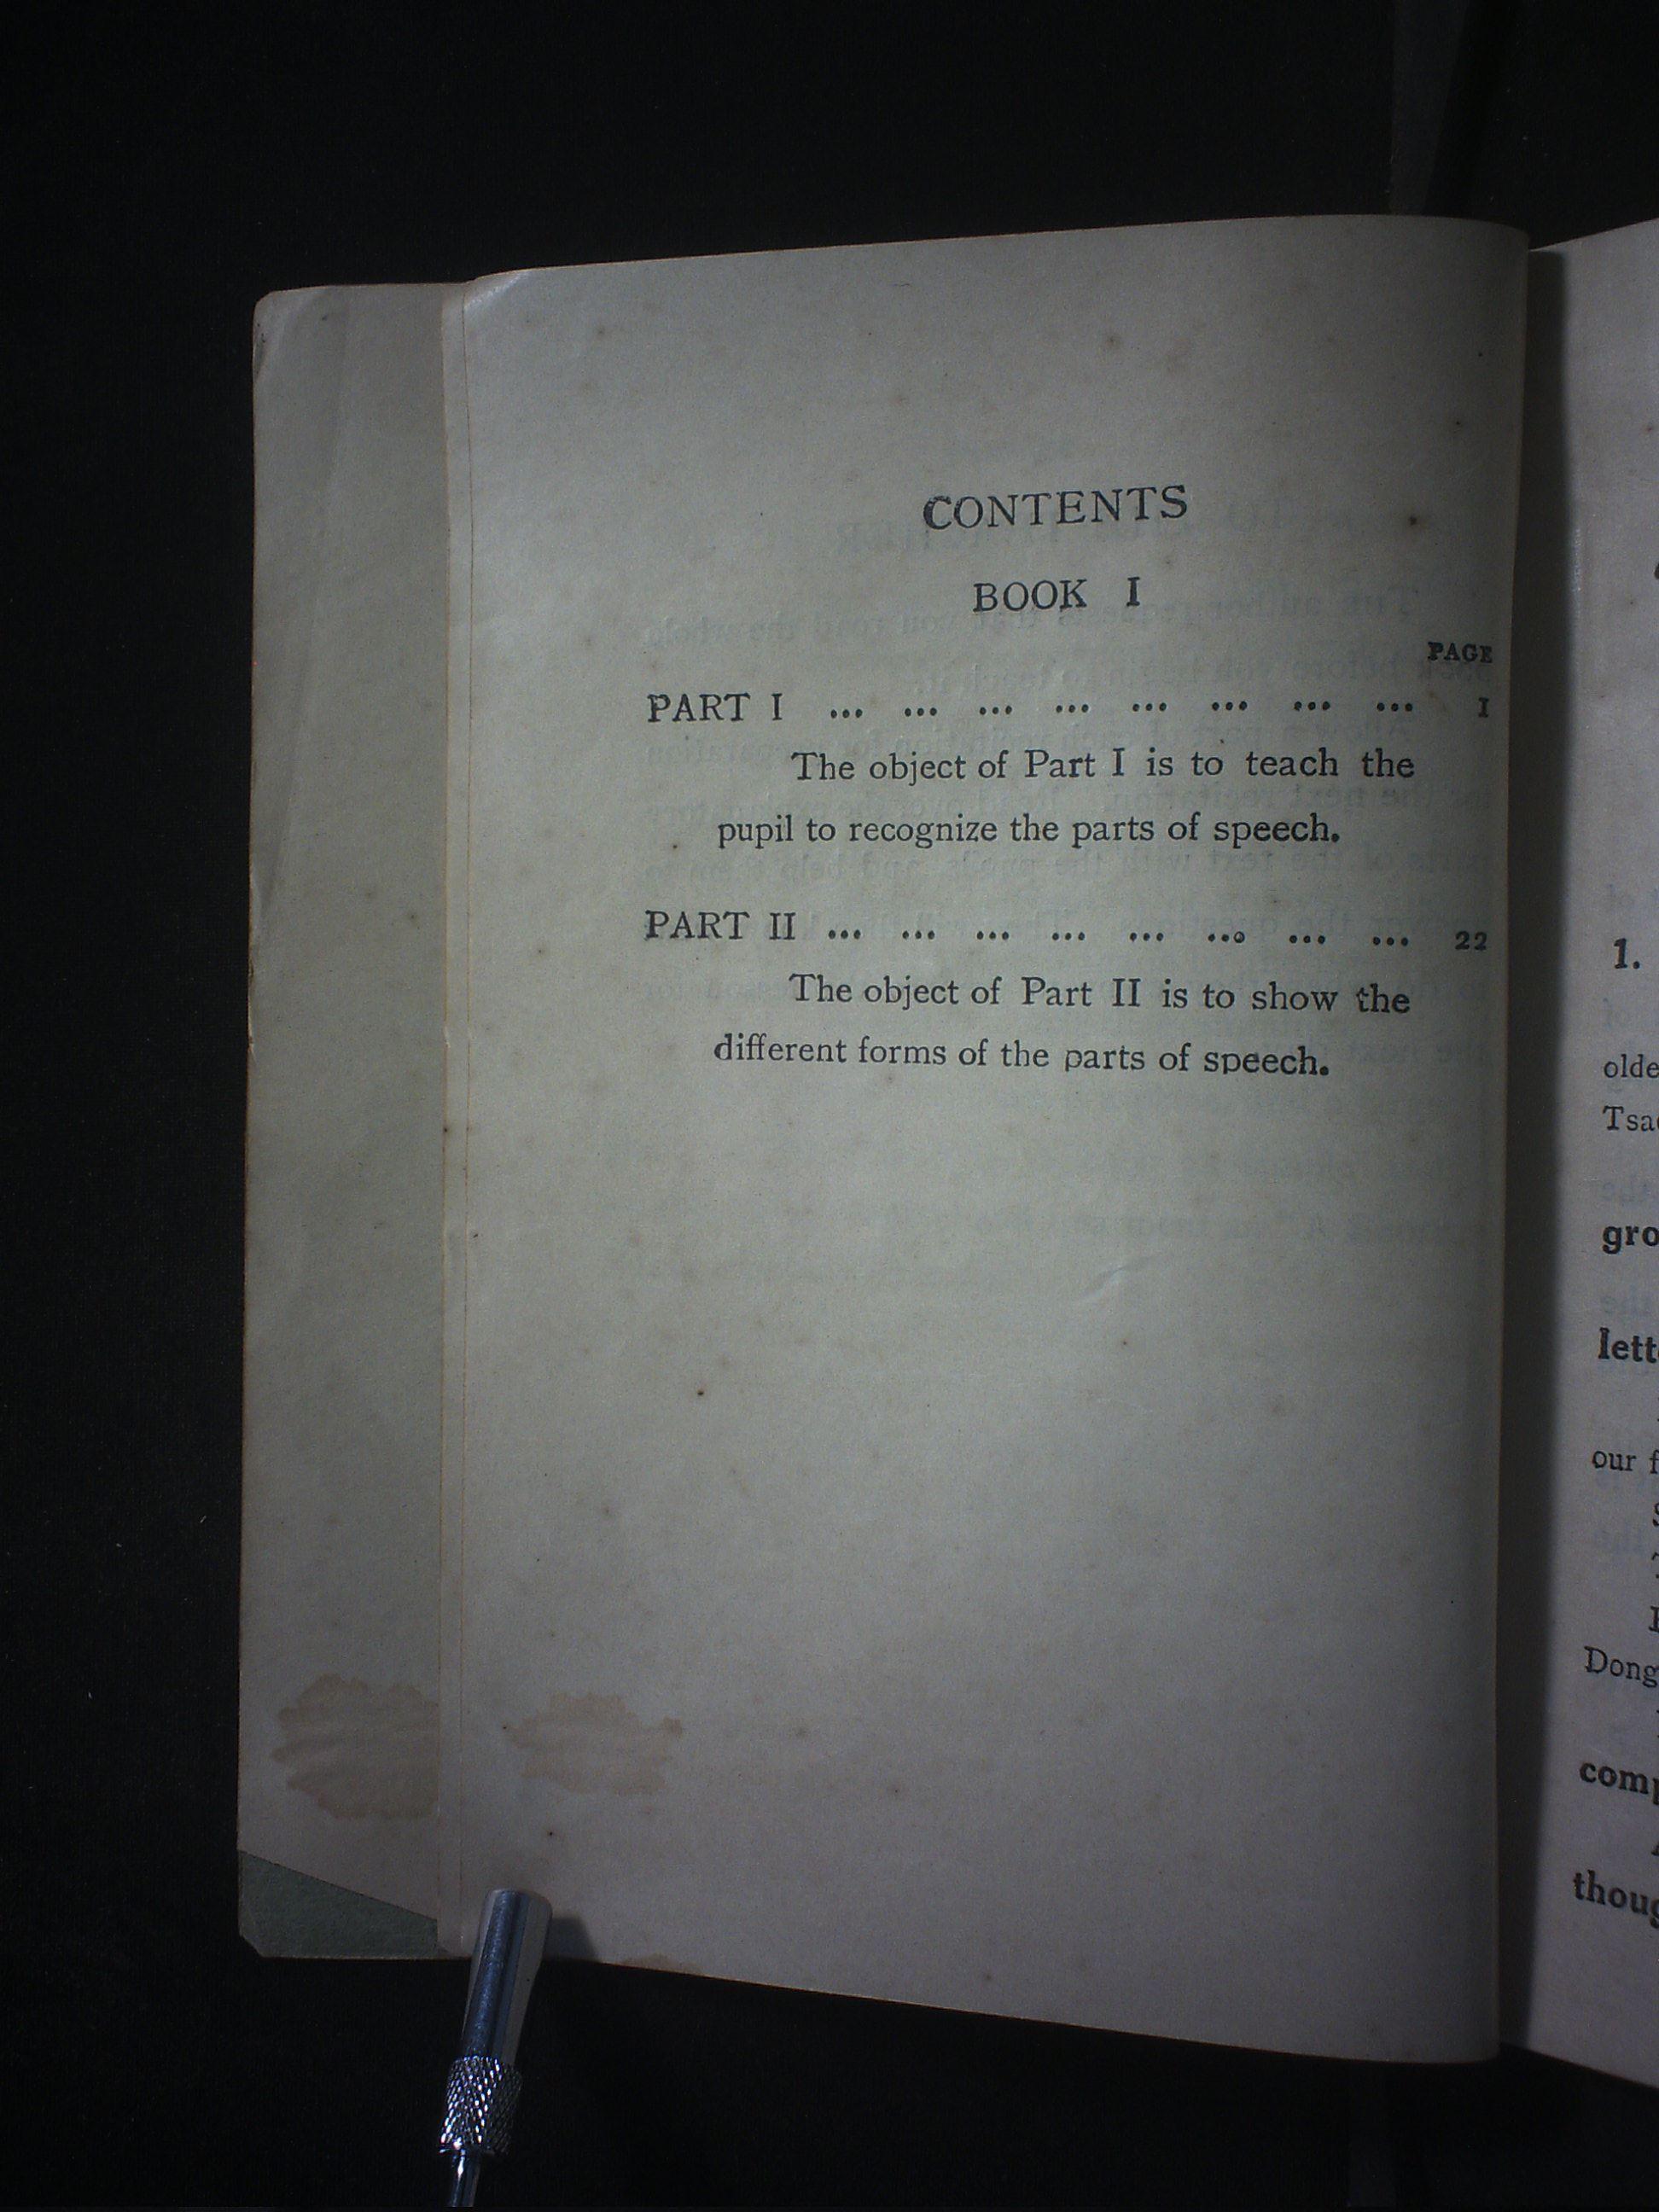 CONTENTS
BOOK I
PAGE
PART I ... ... ... ... ... ... ... ... 1
The object of Part I is to teach the
pupil to recognize the parts of speech.
PART II ... ... ... ... ... ... ... ... 22
The object of Part II is to show the
different forms of the parts of speech.
1.
olde
Tsa
gro
lett
our f
Dong
comp
thoug